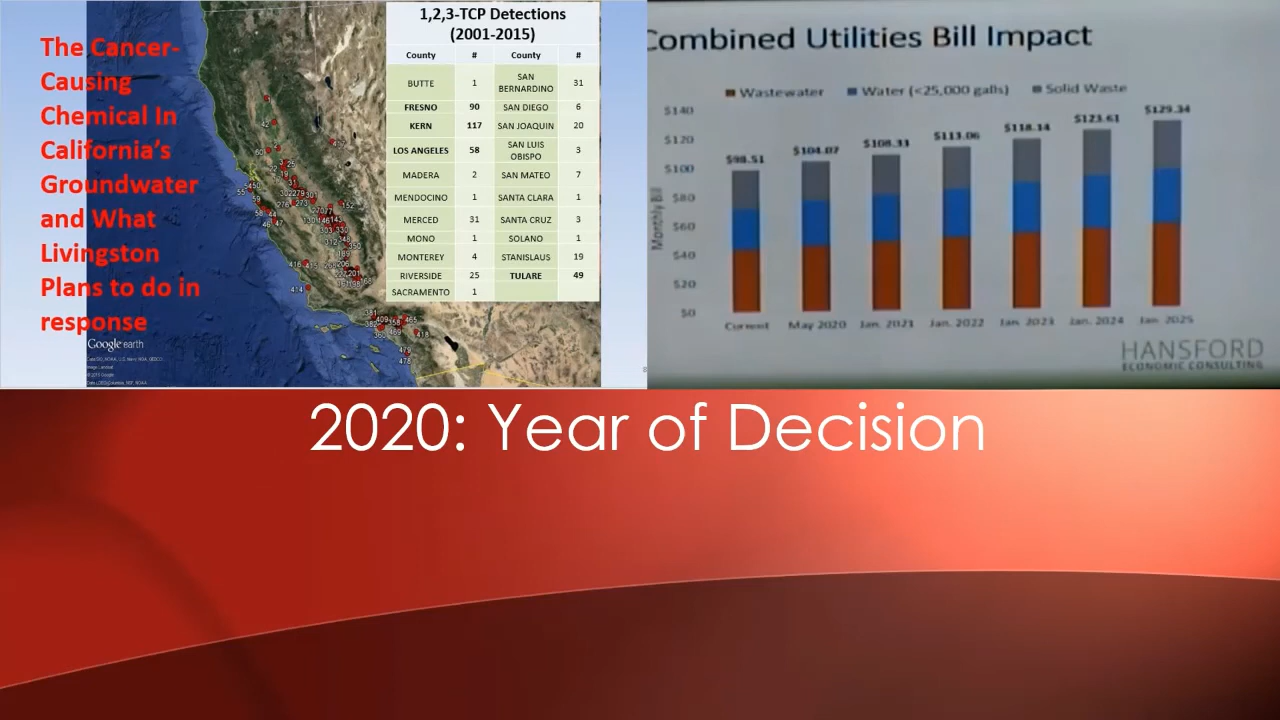 The Cancer-
Causing
Chemical In
California's
Groundwater
and What
Livingston
Plans to do in
response
Google earth
1,2,3-TCP Detections
(2001-2015)
County # County #
BUTTE 1 SAN BERNARDINO 31
FRESNO 90 SAN DIEGO 6
KERN 117 SAN JOAQUIN 20
LOS ANGELES 58 SAN LUIS OBISPO 3
MADERA 2 SAN MATEO 7
MENDOCINO 1 SANTA CLARA 1
MERCED 31 SANTA CRUZ 3
MONO 1 SOLANO 1
MONTEREY 4 STANISLAUS 19
RIVERSIDE 25 TULARE 49
SACRAMENTO 1
Combined Utilities Bill Impact
Wastewater Water (<25,000 galls) Solid Waste
Monthly Bill
$140
$120
$100
$80
$60
$40
$20
$0
$98.51 $104.07 $108.33 $113.06 $118.14 $123.61 $129.34
Current May 2020 Jan. 2021 Jan. 2022 Jan. 2023 Jan. 2024 Jan. 2025
HANSFORD
ECONOMIC CONSULTING
2020: Year of Decision